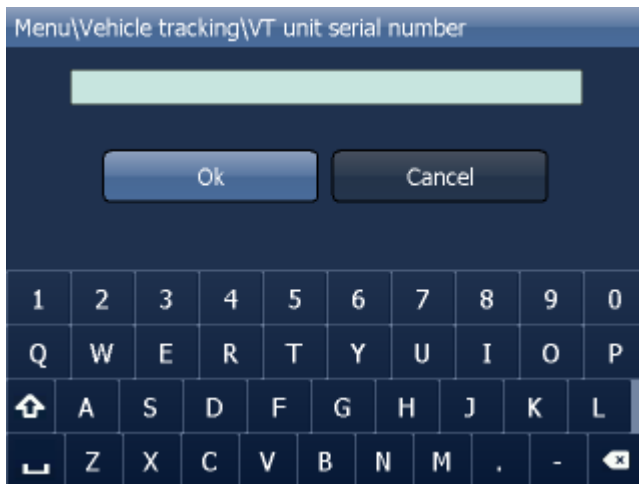 Menu\Vehicle tracking\VT unit serial number
Ok Cancel
1 2 3 4 5 6 7 8 9 0
Q W E R T Y U I O P
A S D F G H J K L
Z X C V B N M . -